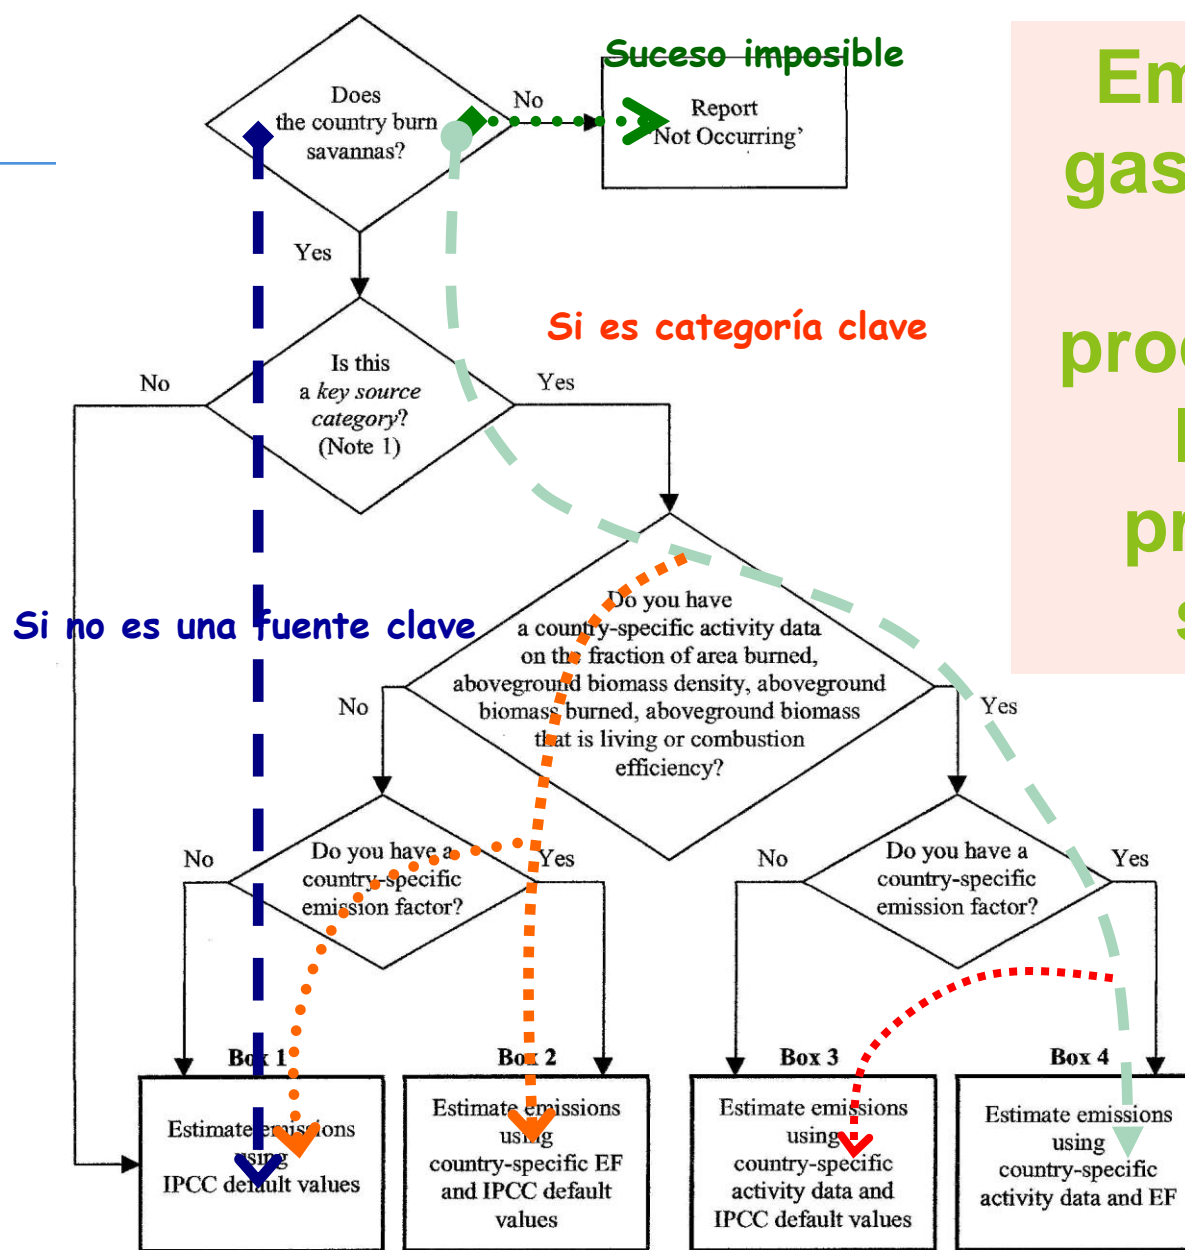 Suceso imposible
Does
the country burn
savannas?
No
Report
‘Not Occurring’
Yes
Si es categoría clave
Is this
a key source
category?
(Note 1)
No
Yes
Si no es una fuente clave
Do you have
a country-specific activity data
on the fraction of area burned,
aboveground biomass density, aboveground
biomass burned, aboveground biomass
that is living or combustion
efficiency?
No
Yes
Do you have a
country-specific
emission factor?
No
Yes
Do you have a
country-specific
emission factor?
No
Yes
Box 1
Estimate emissions
using
IPCC default values
Box 2
Estimate emissions
using
country-specific EF
and IPCC default
values
Box 3
Estimate emissions
using
country-specific
activity data and
IPCC default values
Box 4
Estimate emissions
using
country-specific
activity data and EF
gas